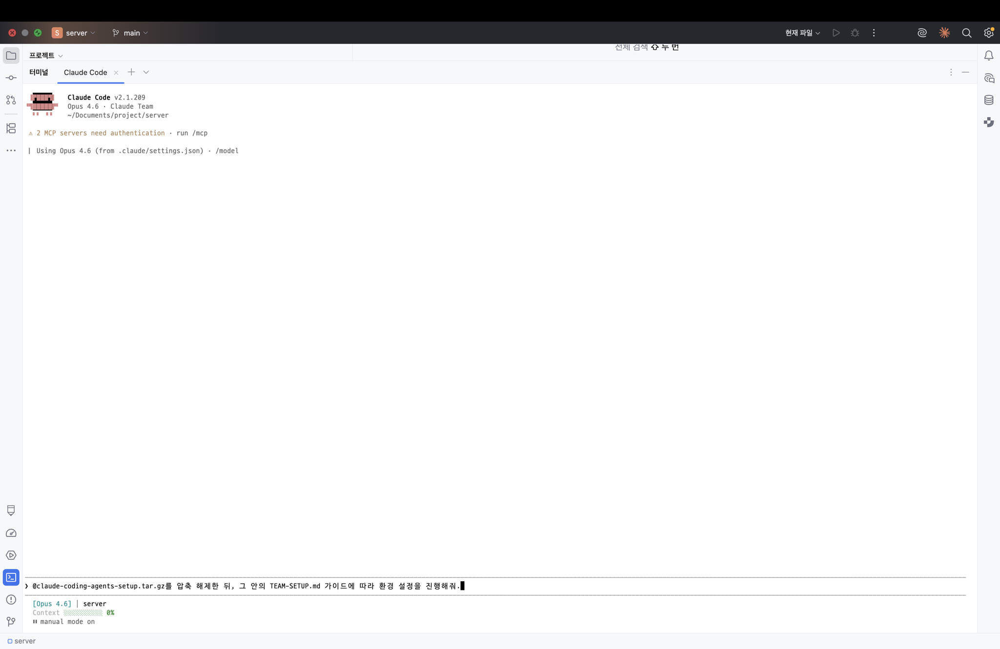 S server main 현재 파일
프로젝트
전체 검색 ⇧ 두 번
터미널 Claude Code
Claude Code v2.1.209
Opus 4.6 · Claude Team
~/Documents/project/server
⚠ 2 MCP servers need authentication · run /mcp
| Using Opus 4.6 (from .claude/settings.json) · /model
❯ @claude-coding-agents-setup.tar.gz를 압축 해제한 뒤, 그 안의 TEAM-SETUP.md 가이드에 따라 환경 설정을 진행해줘.
[Opus 4.6] | server
Context ░░░░░░░░░░ 0%
⏸ manual mode on
server